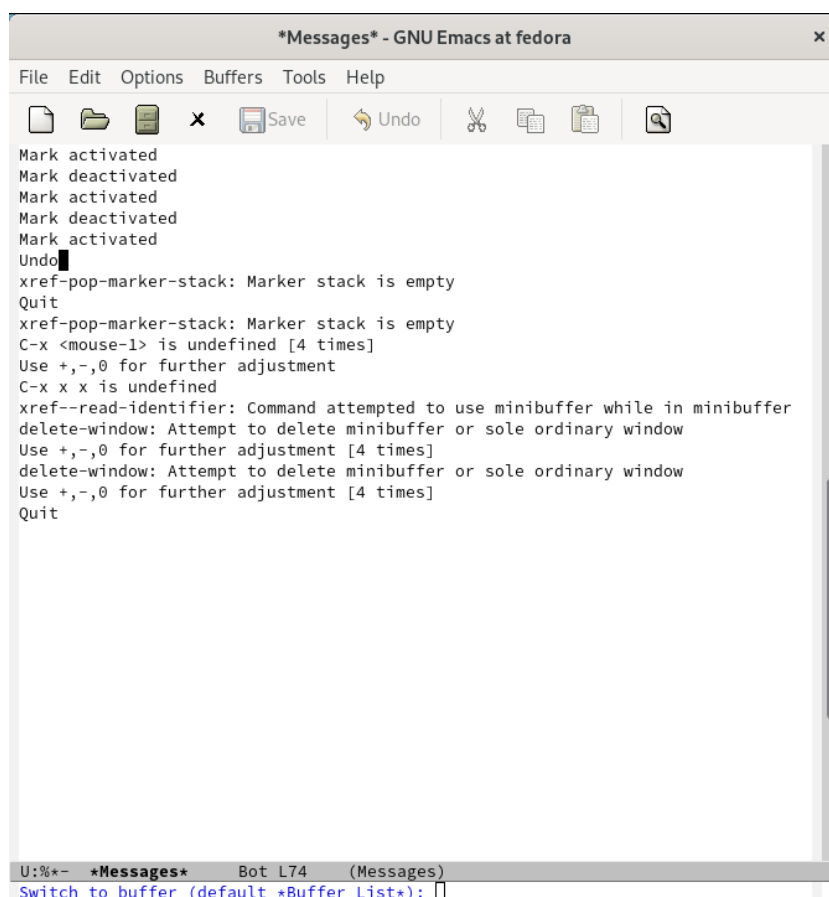 *Messages* - GNU Emacs at fedora ×
File Edit Options Buffers Tools Help
Save Undo
Mark activated
Mark deactivated
Mark activated
Mark deactivated
Mark activated
Undo
xref-pop-marker-stack: Marker stack is empty
Quit
xref-pop-marker-stack: Marker stack is empty
C-x <mouse-1> is undefined [4 times]
Use +,-,0 for further adjustment
C-x x x is undefined
xref--read-identifier: Command attempted to use minibuffer while in minibuffer
delete-window: Attempt to delete minibuffer or sole ordinary window
Use +,-,0 for further adjustment [4 times]
delete-window: Attempt to delete minibuffer or sole ordinary window
Use +,-,0 for further adjustment [4 times]
Quit
U:%*- *Messages* Bot L74 (Messages)
Switch to buffer (default *Buffer List*):